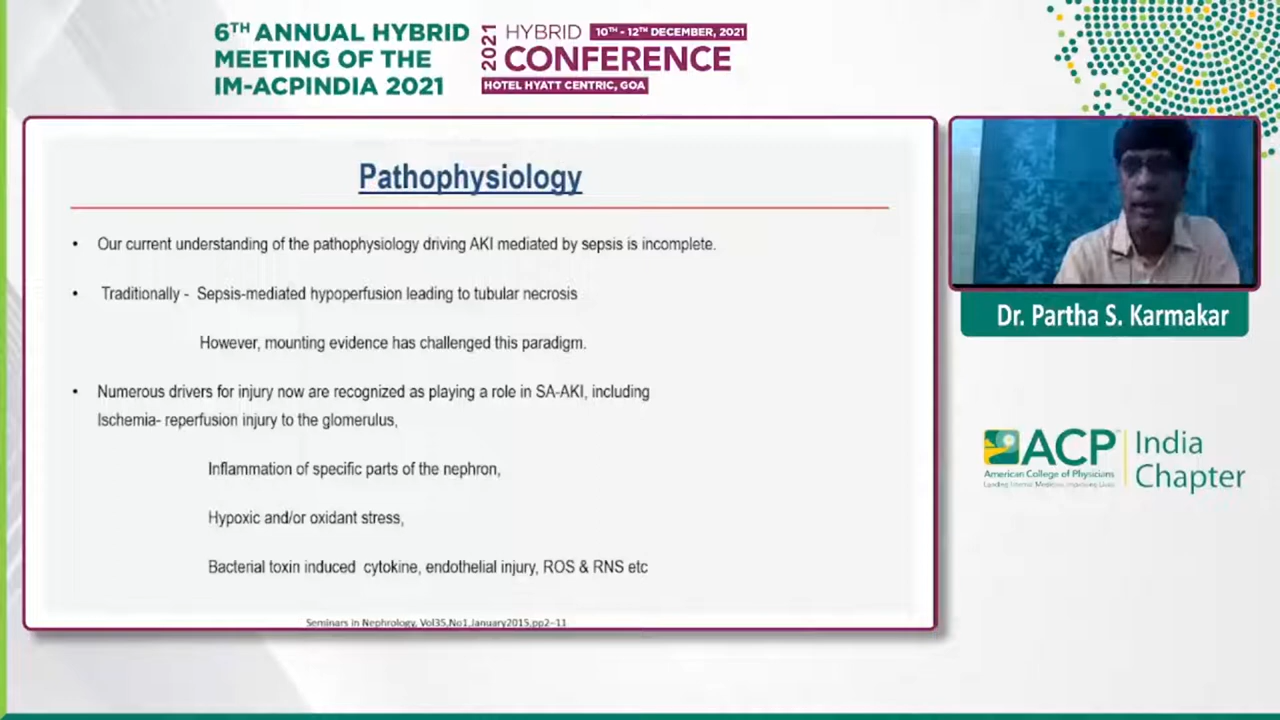 6TH ANNUAL HYBRID
MEETING OF THE
IM-ACPINDIA 2021
2021
HYBRID 10TH - 12TH DECEMBER, 2021
CONFERENCE
HOTEL HYATT CENTRIC, GOA
Pathophysiology
• Our current understanding of the pathophysiology driving AKI mediated by sepsis is incomplete.
• Traditionally - Sepsis-mediated hypoperfusion leading to tubular necrosis
However, mounting evidence has challenged this paradigm.
• Numerous drivers for injury now are recognized as playing a role in SA-AKI, including
Ischemia- reperfusion injury to the glomerulus,
Inflammation of specific parts of the nephron,
Hypoxic and/or oxidant stress,
Bacterial toxin induced cytokine, endothelial injury, ROS & RNS etc
Seminars in Nephrology, Vol35,No1,January2015,pp2-11
Dr. Partha S. Karmakar
ACP
American College of Physicians
Leading Internal Medicine, Improving Lives
India
Chapter